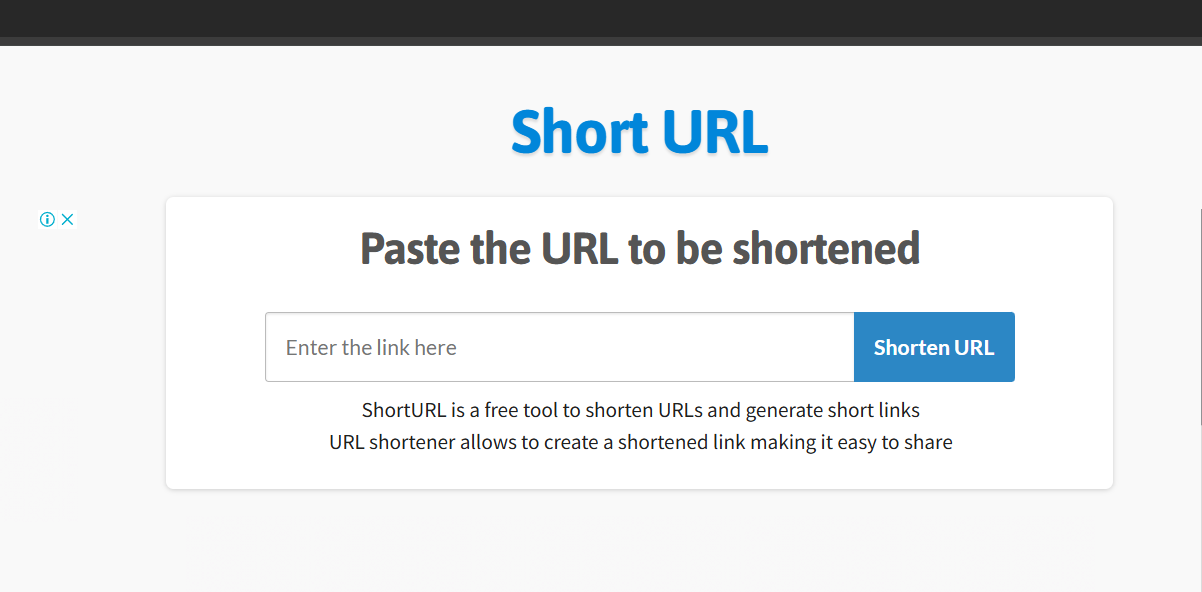 Short URL
Paste the URL to be shortened
Enter the link here
Shorten URL
ShortURL is a free tool to shorten URLs and generate short links
URL shortener allows to create a shortened link making it easy to share